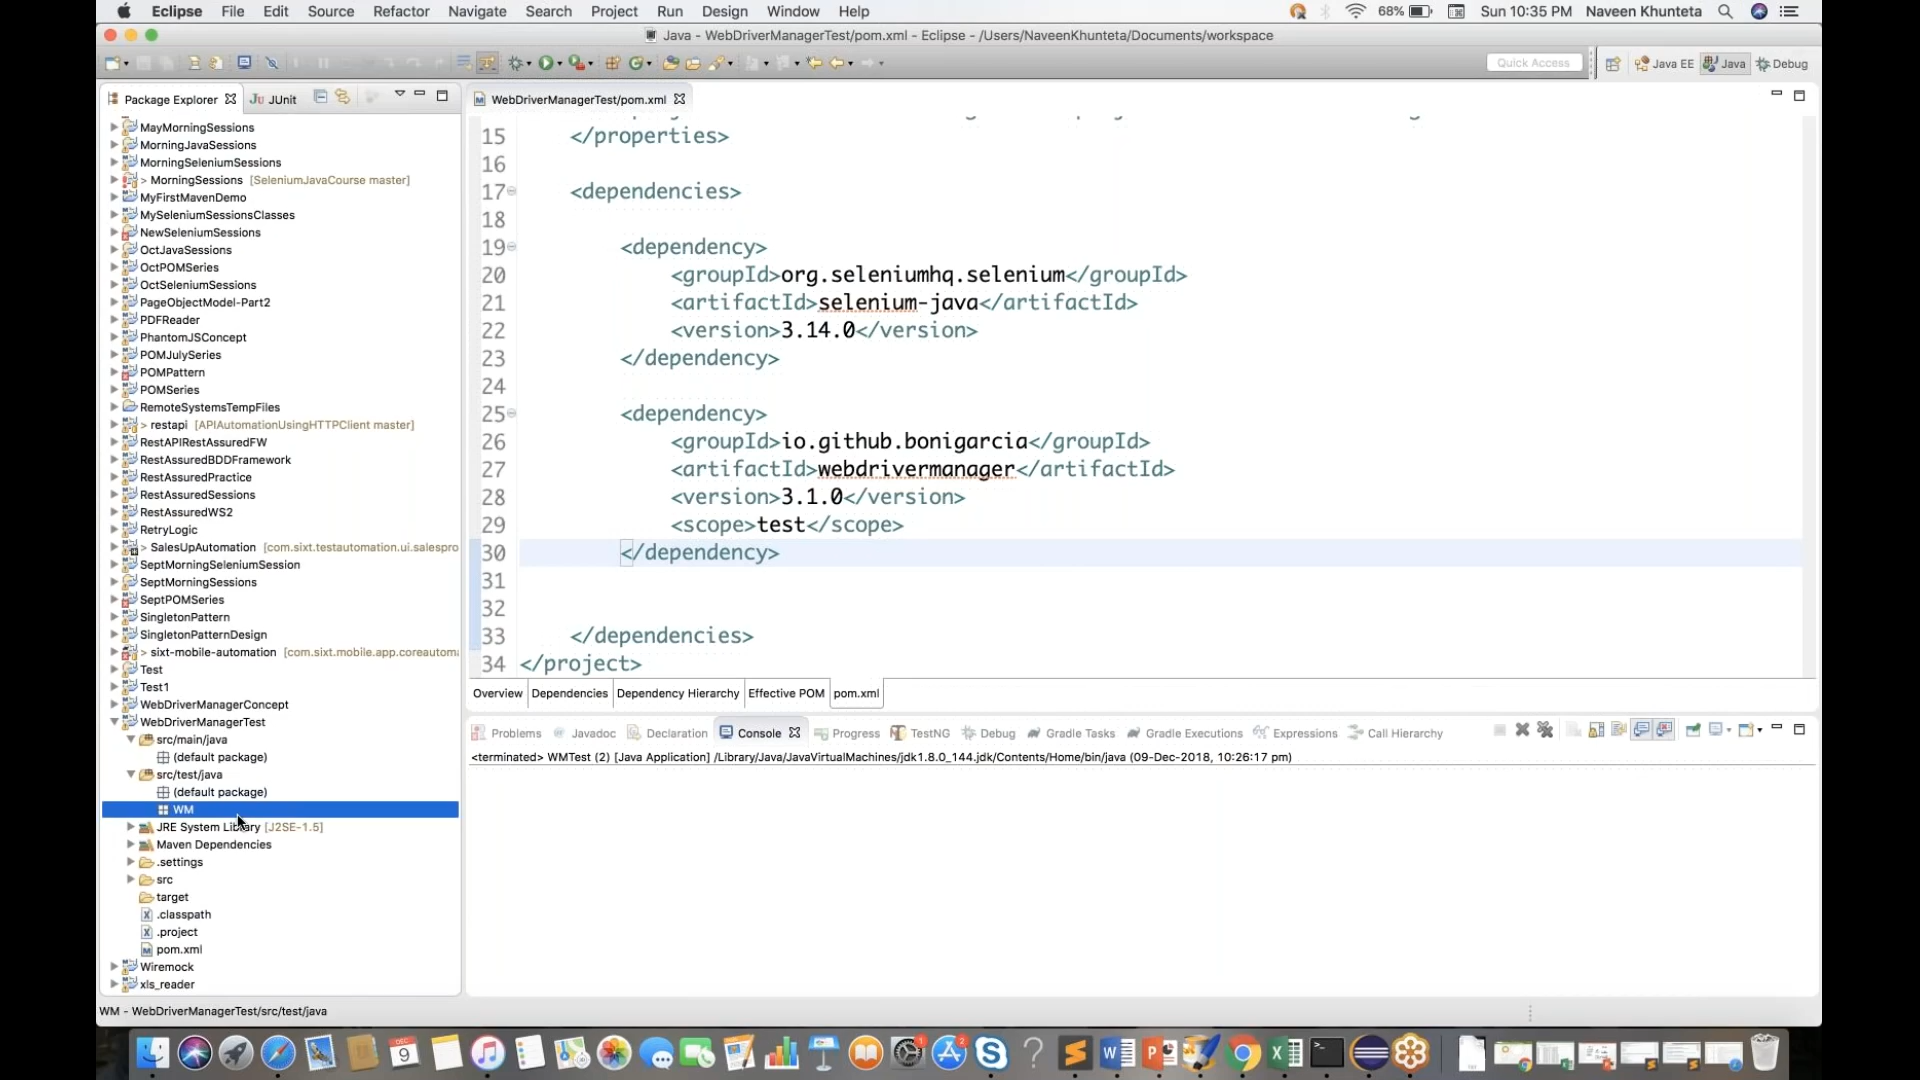 Eclipse File Edit Source Refactor Navigate Search Project Run Design Window Help 68% Sun 10:35 PM Naveen Khunteta
Java - WebDriverManagerTest/pom.xml - Eclipse - /Users/NaveenKhunteta/Documents/workspace
Quick Access Java EE Java Debug
Package Explorer JUnit
WebDriverManagerTest/pom.xml
MayMorningSessions
MorningJavaSessions
MorningSeleniumSessions
> MorningSessions [SeleniumJavaCourse master]
MyFirstMavenDemo
MySeleniumSessionsClasses
NewSeleniumSessions
OctJavaSessions
OctPOMSeries
OctSeleniumSessions
PageObjectModel-Part2
PDFReader
PhantomJSConcept
POMJulySeries
POMPattern
POMSeries
RemoteSystemsTempFiles
> restapi [APIAutomationUsingHTTPClient master]
RestAPIRestAssuredFW
RestAssuredBDDFramework
RestAssuredPractice
RestAssuredSessions
RestAssuredWS2
RetryLogic
> SalesUpAutomation [com.sixt.testautomation.ui.salespro
SeptMorningSeleniumSession
SeptMorningSessions
SeptPOMSeries
SingletonPattern
SingletonPatternDesign
> sixt-mobile-automation [com.sixt.mobile.app.coreautoma
Test
Test1
WebDriverManagerConcept
WebDriverManagerTest
src/main/java
(default package)
src/test/java
(default package)
WM
JRE System Library [J2SE-1.5]
Maven Dependencies
.settings
src
target
.classpath
.project
pom.xml
Wiremock
xls_reader
15 </properties>
16
17 <dependencies>
18
19 <dependency>
20 <groupId>org.seleniumhq.selenium</groupId>
21 <artifactId>selenium-java</artifactId>
22 <version>3.14.0</version>
23 </dependency>
24
25 <dependency>
26 <groupId>io.github.bonigarcia</groupId>
27 <artifactId>webdrivermanager</artifactId>
28 <version>3.1.0</version>
29 <scope>test</scope>
30 </dependency>
31
32
33 </dependencies>
34 </project>
Overview Dependencies Dependency Hierarchy Effective POM pom.xml
Problems Javadoc Declaration Console Progress TestNG Debug Gradle Tasks Gradle Executions Expressions Call Hierarchy
<terminated> WMTest (2) [Java Application] /Library/Java/JavaVirtualMachines/jdk1.8.0_144.jdk/Contents/Home/bin/java (09-Dec-2018, 10:26:17 pm)
WM - WebDriverManagerTest/src/test/java
DEC
9